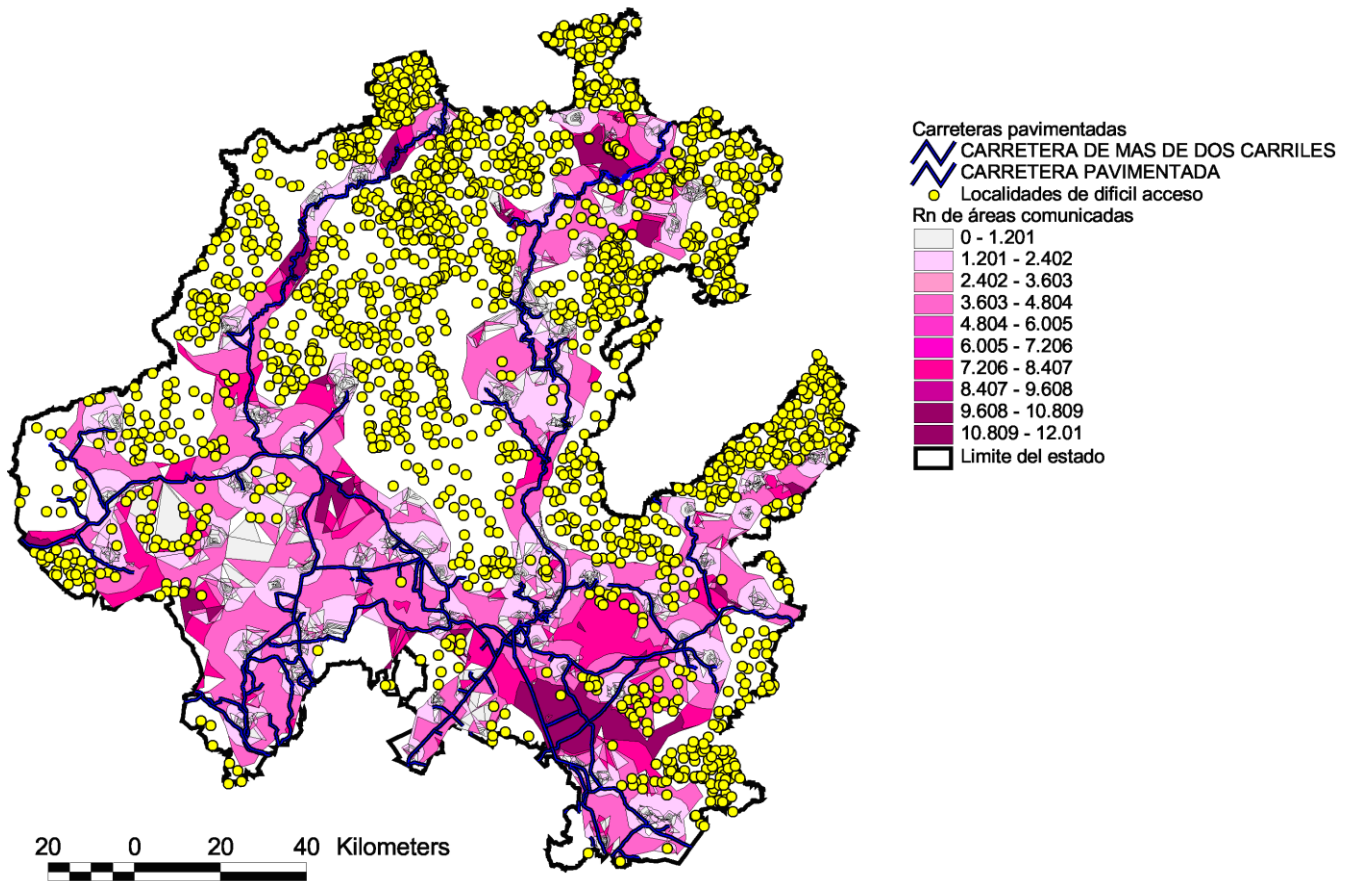 Carreteras pavimentadas
CARRETERA DE MAS DE DOS CARRILES
CARRETERA PAVIMENTADA
Localidades de difícil acceso
Rn de áreas comunicadas
0 - 1.201
1.201 - 2.402
2.402 - 3.603
3.603 - 4.804
4.804 - 6.005
6.005 - 7.206
7.206 - 8.407
8.407 - 9.608
9.608 - 10.809
10.809 - 12.01
Limite del estado
20 0 20 40 Kilometers